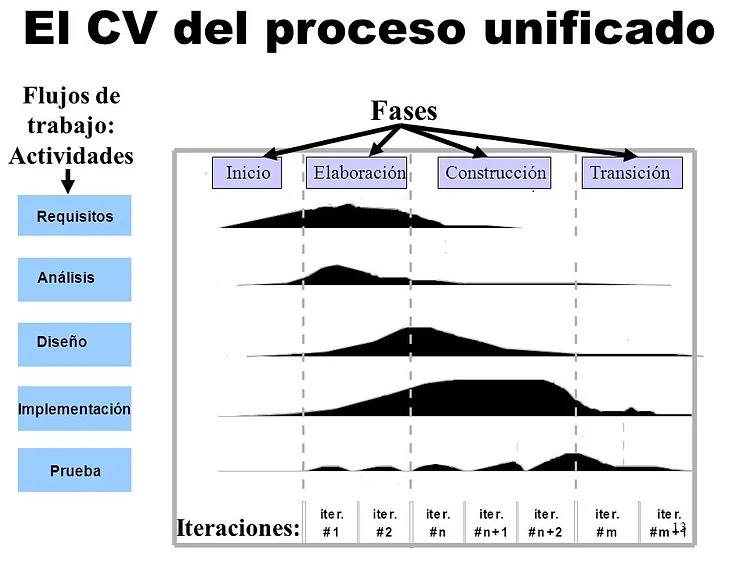 El CV del proceso unificado
Flujos de
trabajo:
Actividades
Fases
Inicio
Elaboración
Construcción
Transición
Requisitos
Análisis
Diseño
Implementación
Prueba
Iteraciones:
iter.
#1
iter.
#2
iter.
#n
iter.
#n+1
iter.
#n+2
iter.
#m
iter.
#m+1
13